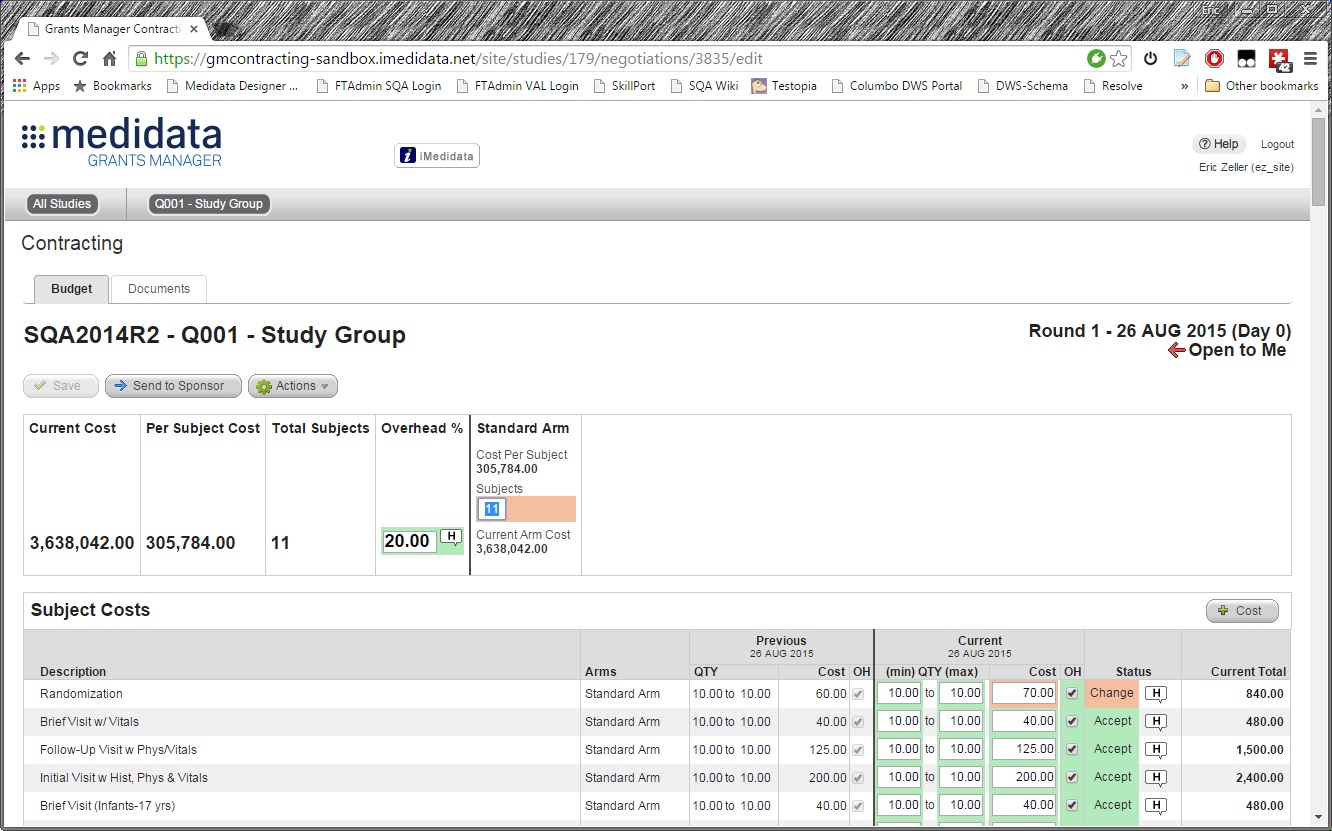 Eric
Grants Manager Contracti
https://gmcontracting-sandbox.imedidata.net/site/studies/179/negotiations/3835/edit
42
Apps Bookmarks Medidata Designer ... FTAdmin SQA Login FTAdmin VAL Login SkillPort SQA Wiki Testopia Columbo DWS Portal DWS-Schema Resolve » Other bookmarks
medidata
GRANTS MANAGER
iMedidata
? Help Logout
Eric Zeller (ez_site)
All Studies Q001 - Study Group
Contracting
Budget Documents
SQA2014R2 - Q001 - Study Group
Round 1 - 26 AUG 2015 (Day 0)
Open to Me
Save Send to Sponsor Actions
Current Cost Per Subject Cost Total Subjects Overhead % Standard Arm
Cost Per Subject
305,784.00
Subjects
11
3,638,042.00 305,784.00 11 20.00 H
Current Arm Cost
3,638,042.00
Subject Costs Cost
Previous Current
26 AUG 2015 26 AUG 2015
Description Arms QTY Cost OH (min) QTY (max) Cost OH Status Current Total
Randomization Standard Arm 10.00 to 10.00 60.00 10.00 to 10.00 70.00 Change H 840.00
Brief Visit w/ Vitals Standard Arm 10.00 to 10.00 40.00 10.00 to 10.00 40.00 Accept H 480.00
Follow-Up Visit w Phys/Vitals Standard Arm 10.00 to 10.00 125.00 10.00 to 10.00 125.00 Accept H 1,500.00
Initial Visit w Hist, Phys & Vitals Standard Arm 10.00 to 10.00 200.00 10.00 to 10.00 200.00 Accept H 2,400.00
Brief Visit (Infants-17 yrs) Standard Arm 10.00 to 10.00 40.00 10.00 to 10.00 40.00 Accept H 480.00